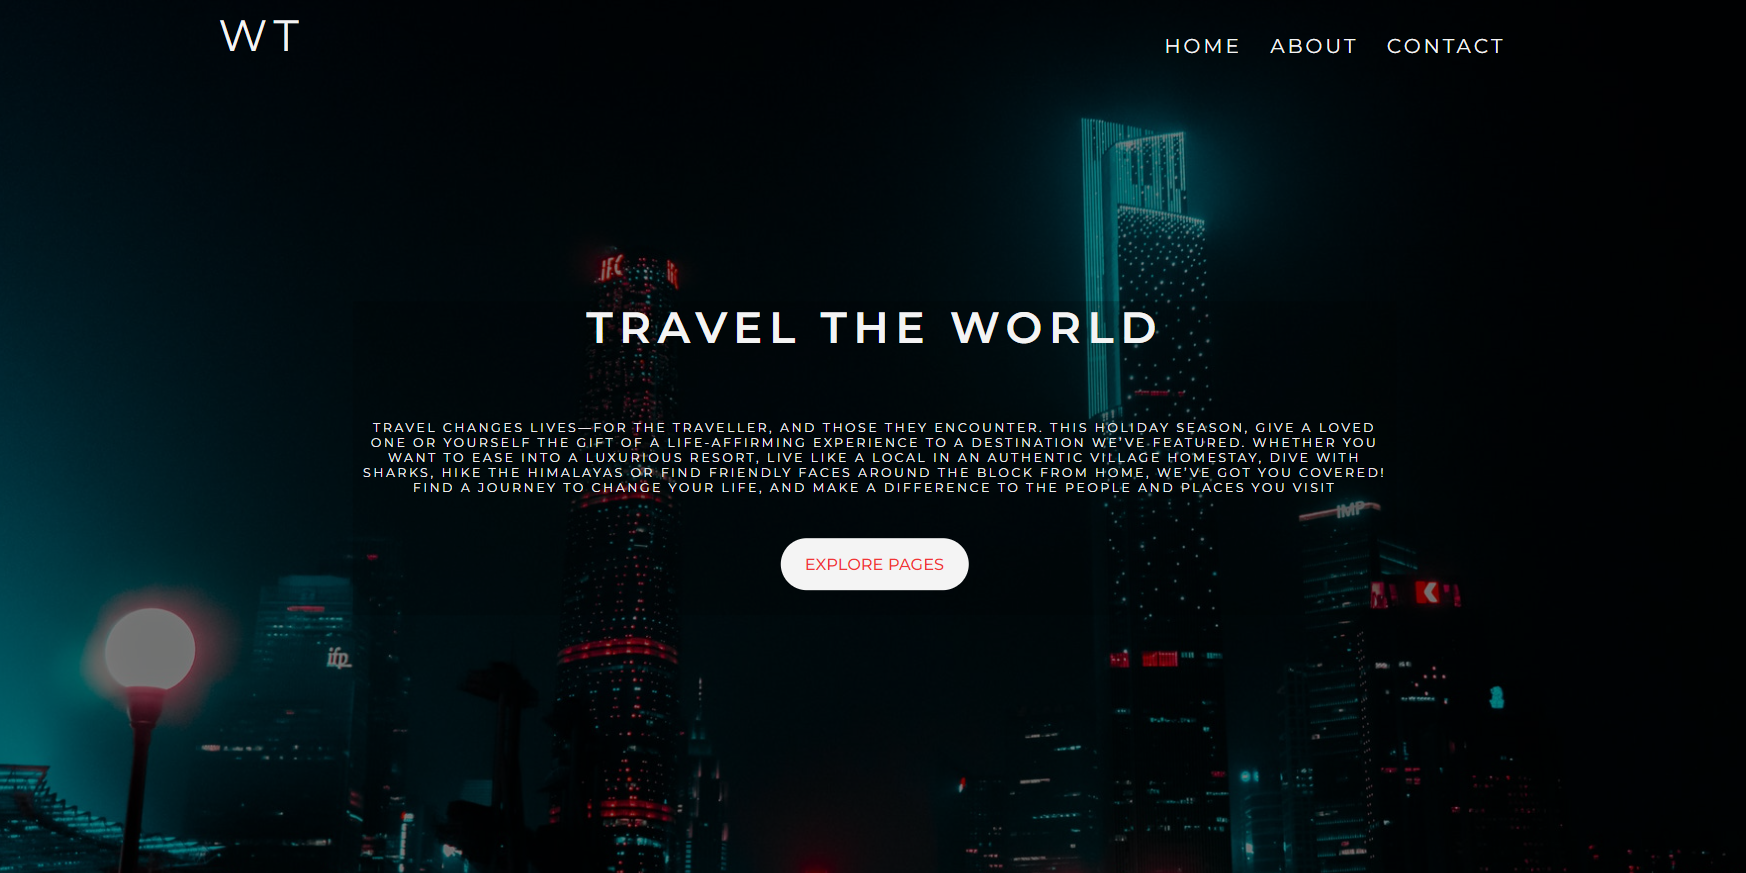 WT
HOME ABOUT CONTACT
IFC
TRAVEL THE WORLD
TRAVEL CHANGES LIVES—FOR THE TRAVELLER, AND THOSE THEY ENCOUNTER. THIS HOLIDAY SEASON, GIVE A LOVED
ONE OR YOURSELF THE GIFT OF A LIFE-AFFIRMING EXPERIENCE TO A DESTINATION WE'VE FEATURED. WHETHER YOU
WANT TO EASE INTO A LUXURIOUS RESORT, LIVE LIKE A LOCAL IN AN AUTHENTIC VILLAGE HOMESTAY, DIVE WITH
SHARKS, HIKE THE HIMALAYAS OR FIND FRIENDLY FACES AROUND THE BLOCK FROM HOME, WE'VE GOT YOU COVERED!
FIND A JOURNEY TO CHANGE YOUR LIFE, AND MAKE A DIFFERENCE TO THE PEOPLE AND PLACES YOU VISIT
IMP
EXPLORE PAGES
ifp